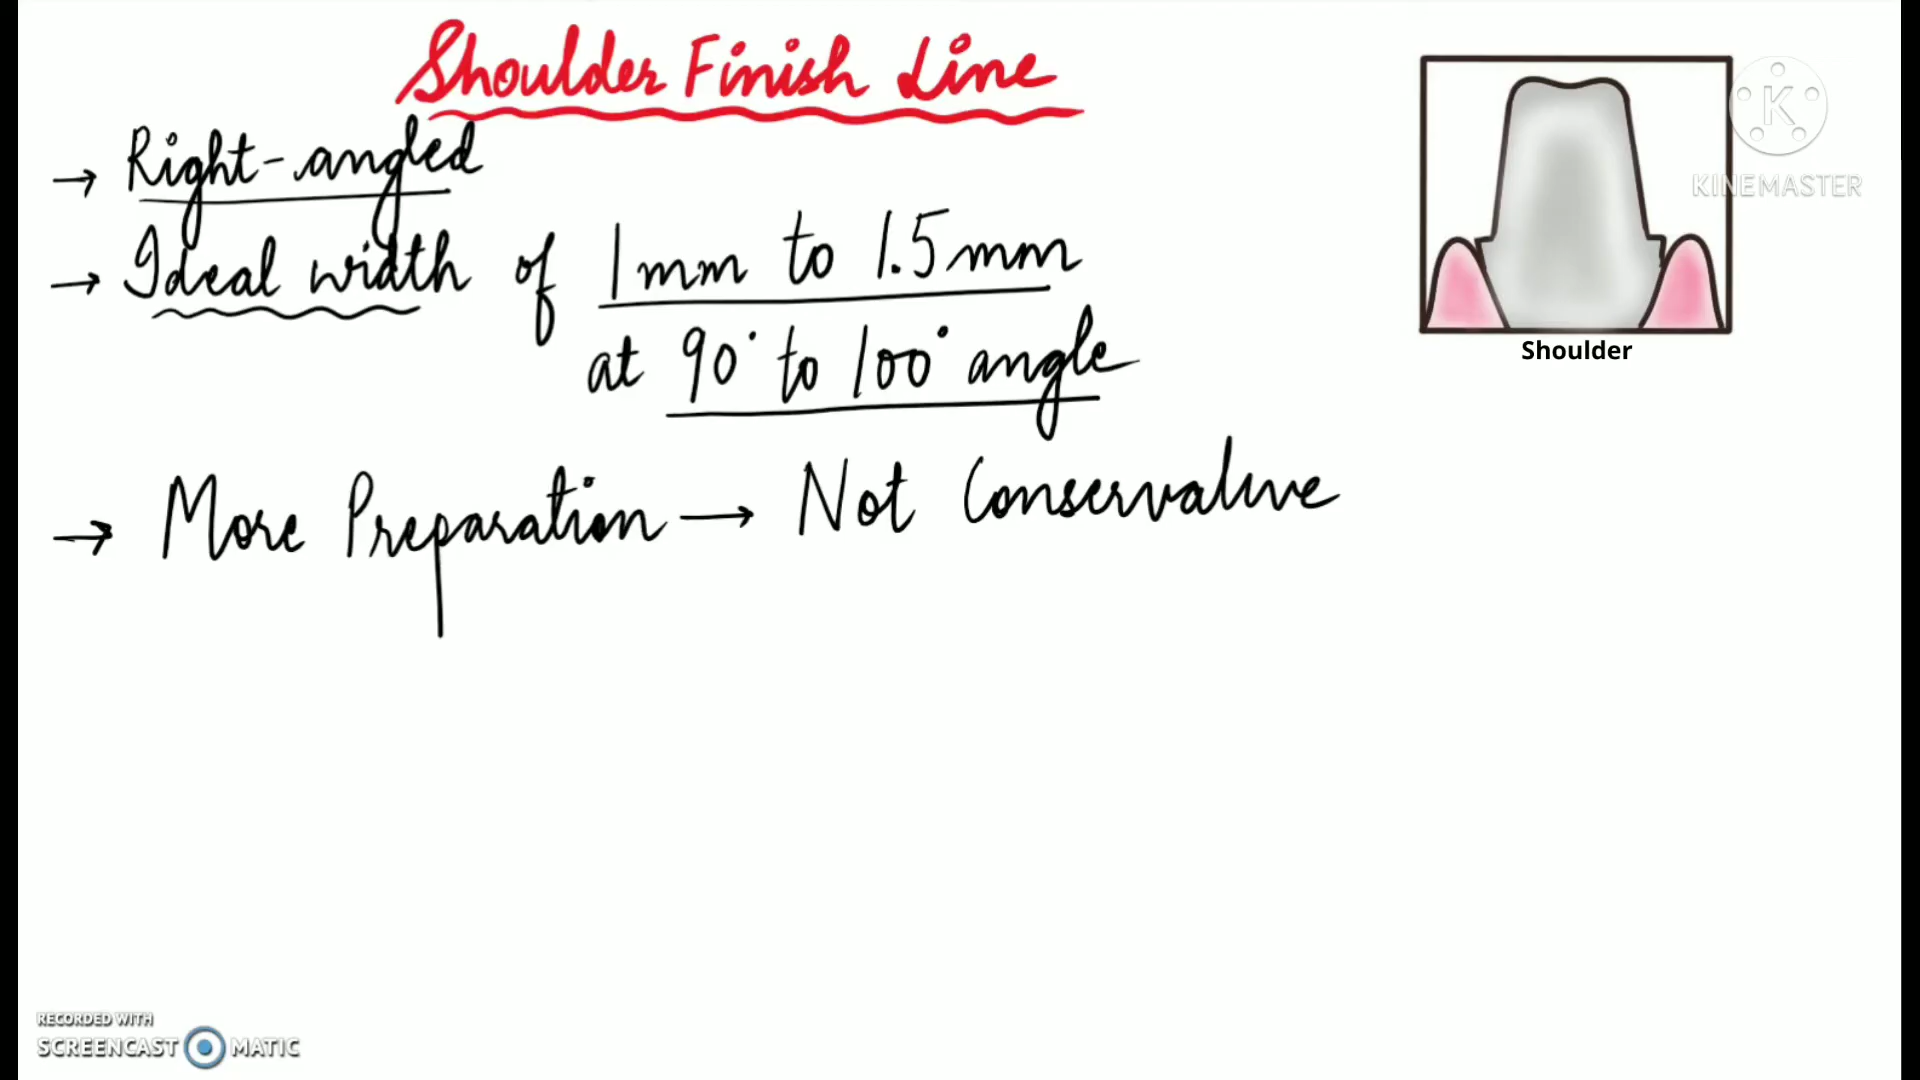 Shoulder Finish Line
→ Right-angled
→ Ideal width of 1mm to 1.5mm
at 90° to 100° angle
→ More Preparation → Not Conservative
K
KINEMASTER
Shoulder
RECORDED WITH
SCREENCAST MATIC